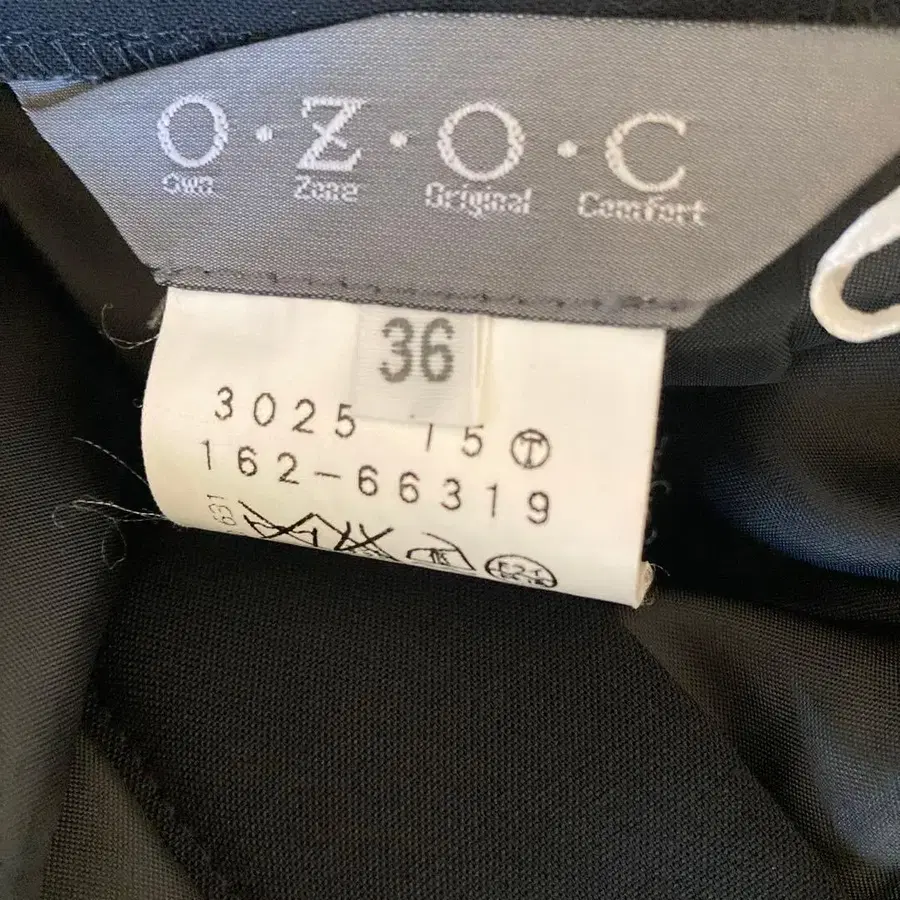 O·Z·O·C
Own Zone Original Comfort
36
3025 15 Ⓣ
162-66319